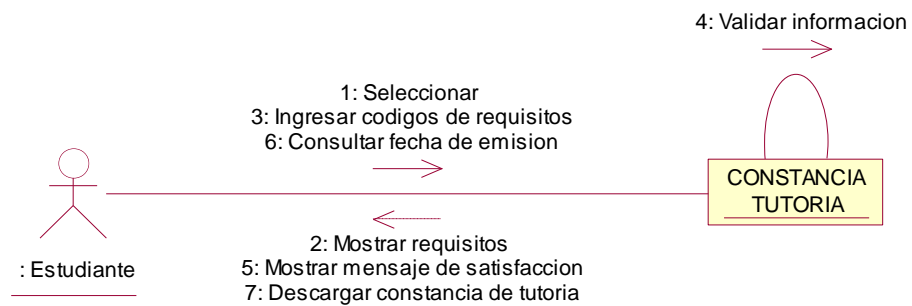 4: Validar informacion
1: Seleccionar
3: Ingresar codigos de requisitos
6: Consultar fecha de emision
CONSTANCIA
TUTORIA
: Estudiante
2: Mostrar requisitos
5: Mostrar mensaje de satisfaccion
7: Descargar constancia de tutoria